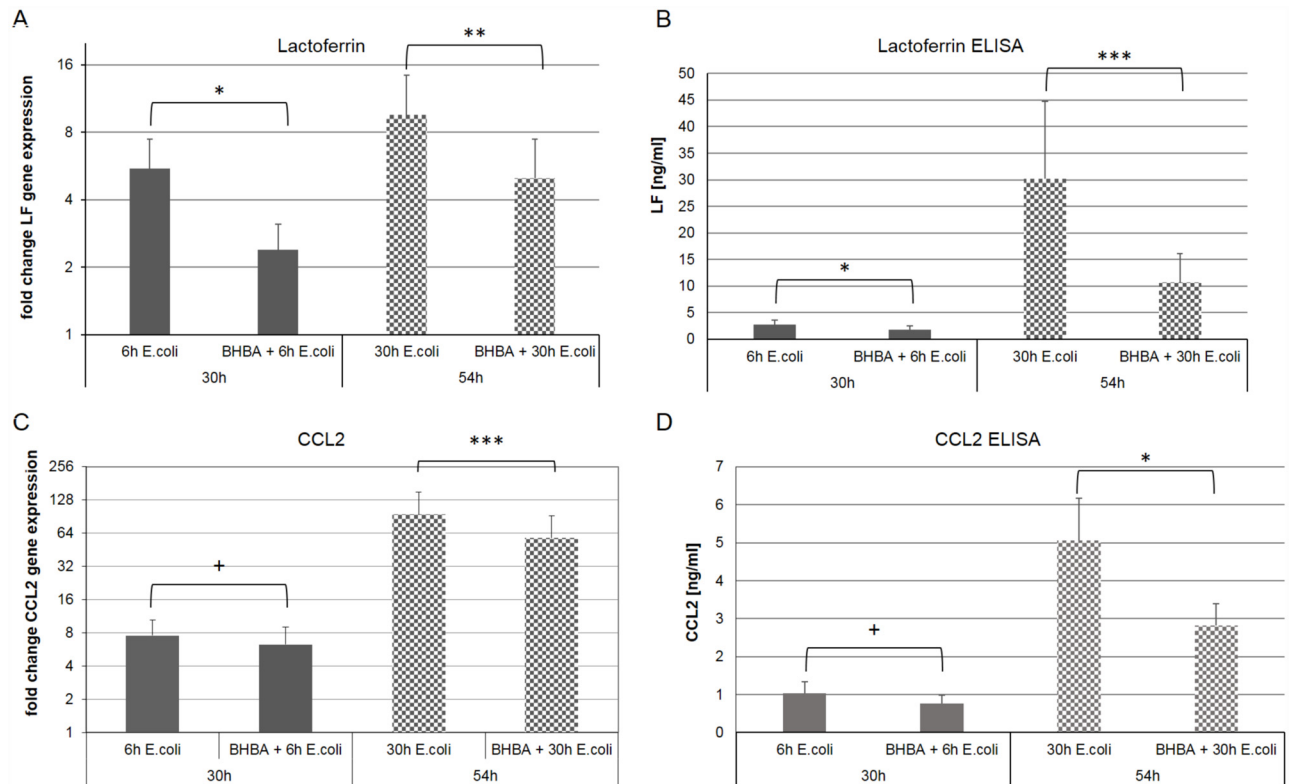 A
Lactoferrin
**
*
fold change LF gene expression
16
8
4
2
1
6h E.coli
BHBA + 6h E.coli
30h E.coli
BHBA + 30h E.coli
30h
54h
B
Lactoferrin ELISA
***
*
LF [ng/ml]
50
45
40
35
30
25
20
15
10
5
0
6h E.coli
BHBA + 6h E.coli
30h E.coli
BHBA + 30h E.coli
30h
54h
C
CCL2
***
+
fold change CCL2 gene expression
256
128
64
32
16
8
4
2
1
6h E.coli
BHBA + 6h E.coli
30h E.coli
BHBA + 30h E.coli
30h
54h
D
CCL2 ELISA
*
+
CCL2 [ng/ml]
7
6
5
4
3
2
1
0
6h E.coli
BHBA + 6h E.coli
30h E.coli
BHBA + 30h E.coli
30h
54h